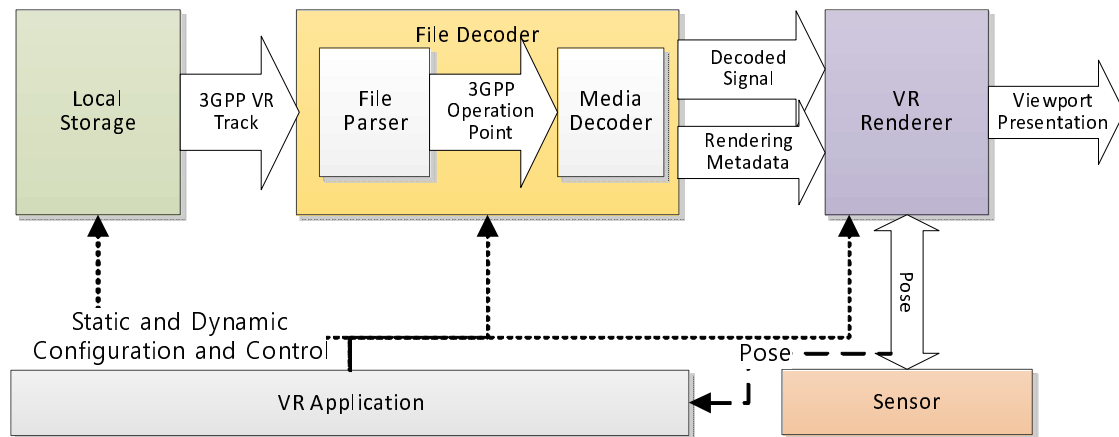 File Decoder
Local
Storage
3GPP VR
Track
File
Parser
3GPP
Operation
Point
Media
Decoder
Decoded
Signal
Rendering
Metadata
VR
Renderer
Viewport
Presentation
Pose
Static and Dynamic
Configuration and Control
Pose
VR Application
Sensor